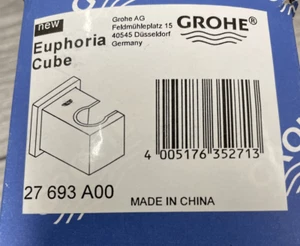 new
Euphoria
Cube
Grohe AG
Feldmühleplatz 15
40545 Düsseldorf
Germany
GROHE
4 005176 352713
27 693 A00
MADE IN CHINA